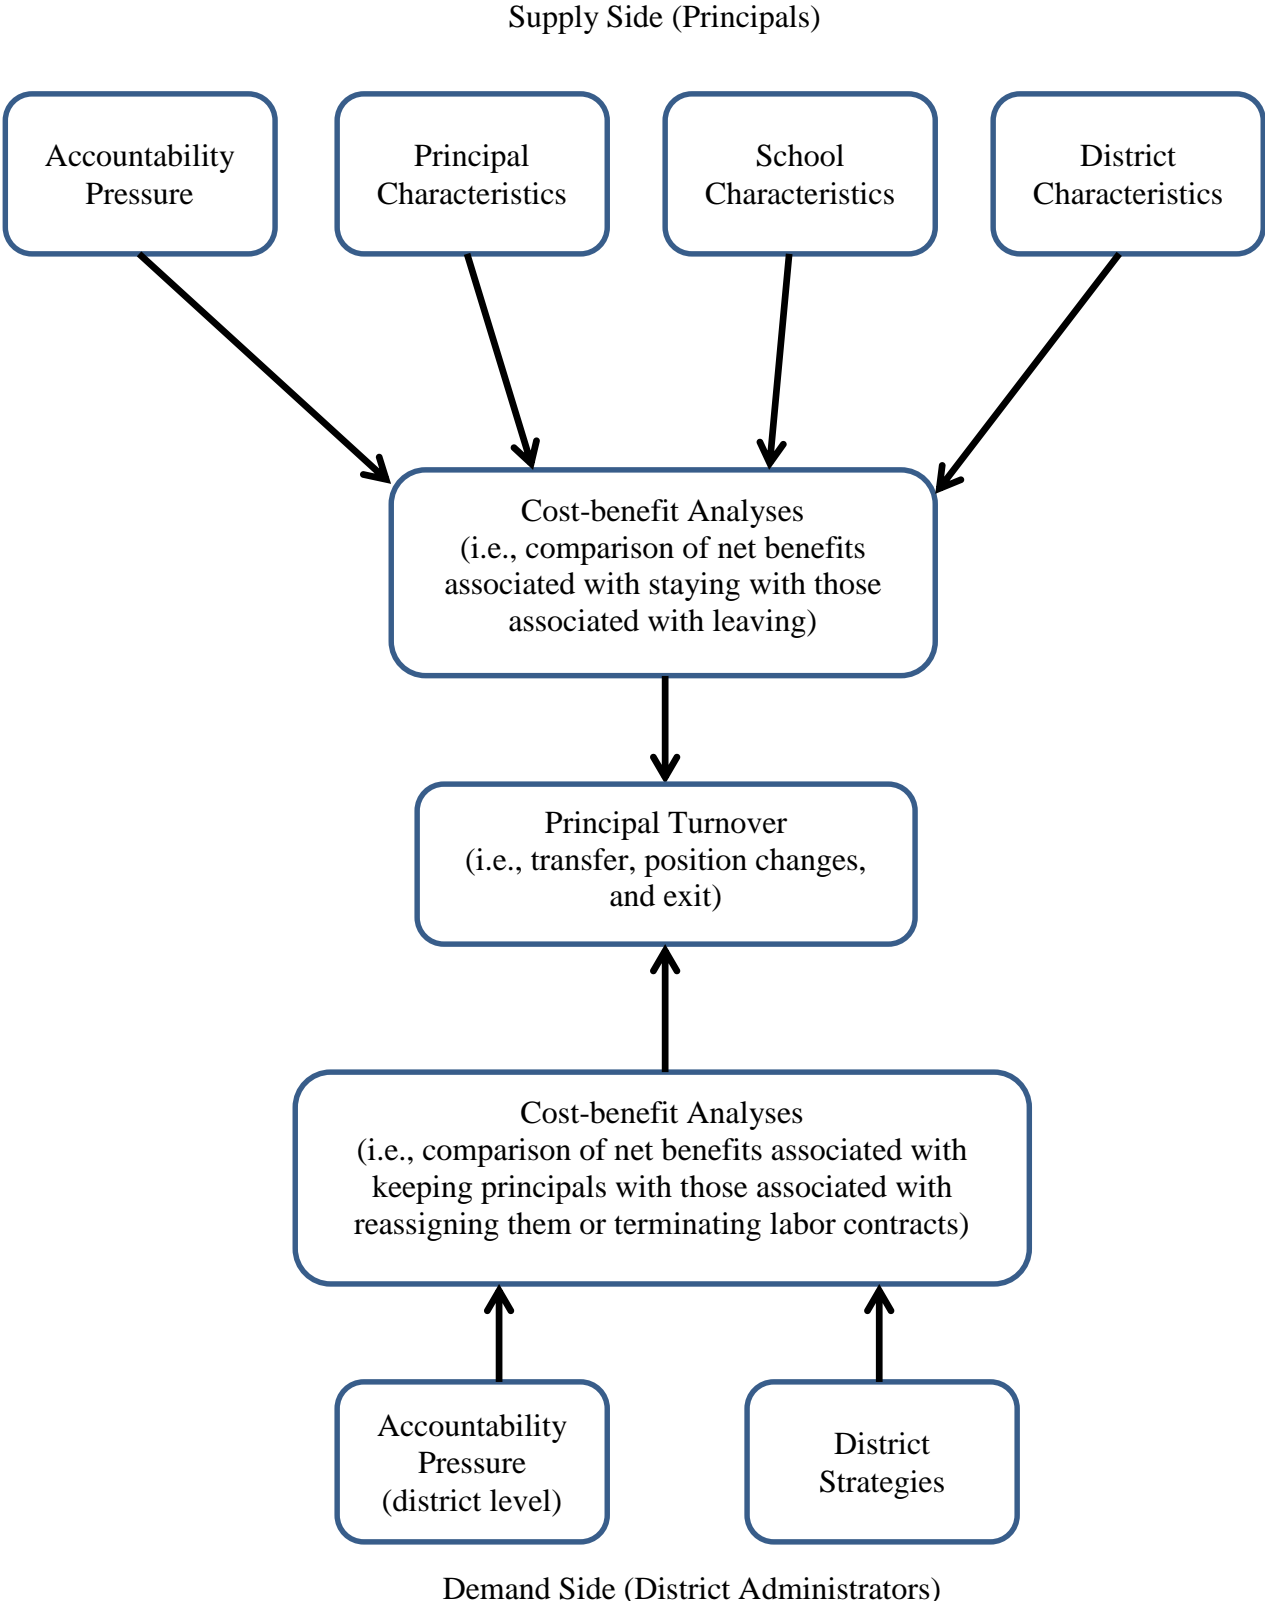 Supply Side (Principals)
Accountability
Pressure
Principal
Characteristics
School
Characteristics
District
Characteristics
Cost-benefit Analyses
(i.e., comparison of net benefits
associated with staying with those
associated with leaving)
Principal Turnover
(i.e., transfer, position changes,
and exit)
Cost-benefit Analyses
(i.e., comparison of net benefits associated with
keeping principals with those associated with
reassigning them or terminating labor contracts)
Accountability
Pressure
(district level)
District
Strategies
Demand Side (District Administrators)